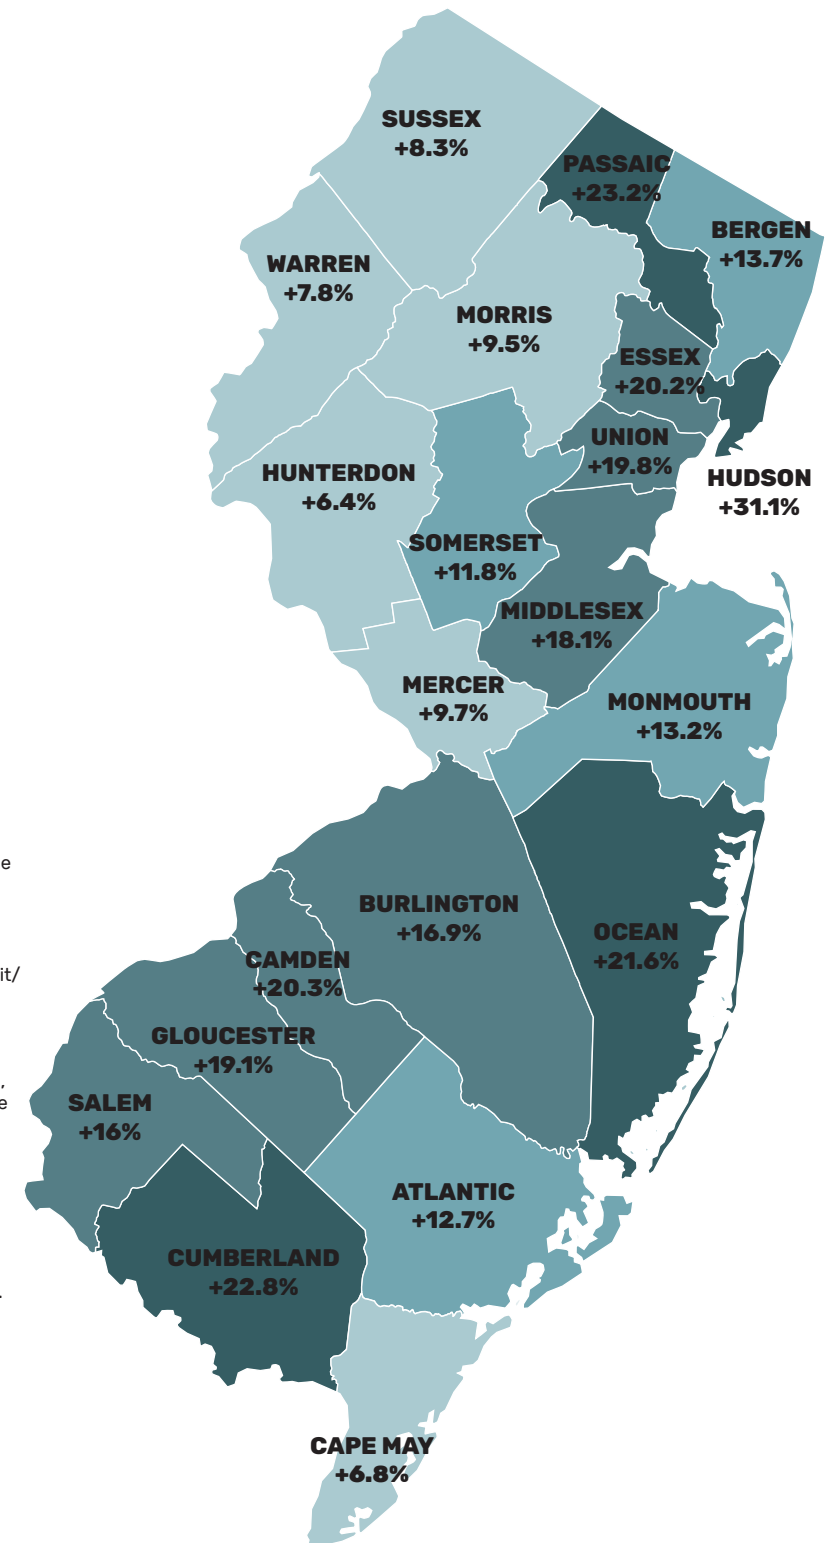 SUSSEX
+8.3%
PASSAIC
+23.2%
BERGEN
+13.7%
WARREN
+7.8%
MORRIS
+9.5%
ESSEX
+20.2%
UNION
+19.8%
HUNTERDON
+6.4%
HUDSON
+31.1%
SOMERSET
+11.8%
MIDDLESEX
+18.1%
MERCER
+9.7%
MONMOUTH
+13.2%
e
BURLINGTON
+16.9%
OCEAN
+21.6%
CAMDEN
+20.3%
it/
GLOUCESTER
+19.1%
,
e
SALEM
+16%
ATLANTIC
+12.7%
CUMBERLAND
+22.8%
.
CAPE MAY
+6.8%